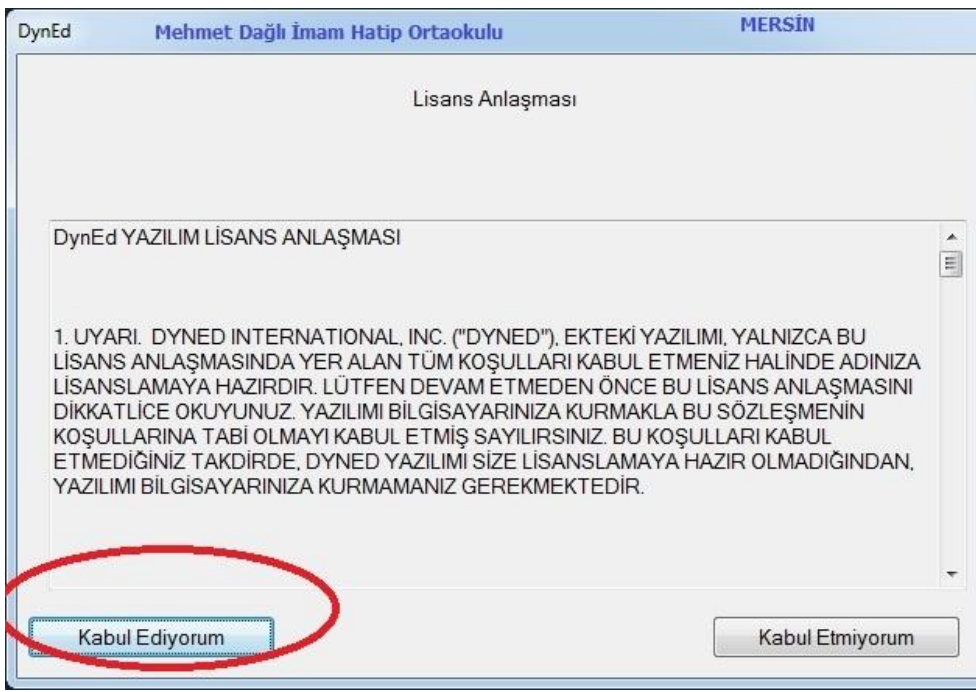 DynEd Mehmet Dağlı İmam Hatip Ortaokulu MERSİN
Lisans Anlaşması
DynEd YAZILIM LİSANS ANLAŞMASI
1. UYARI. DYNED INTERNATIONAL, INC. ("DYNED"), EKTEKİ YAZILIMI, YALNIZCA BU
LİSANS ANLAŞMASINDA YER ALAN TÜM KOŞULLARI KABUL ETMENİZ HALİNDE ADINIZA
LİSANSLAMAYA HAZIRDIR. LÜTFEN DEVAM ETMEDEN ÖNCE BU LİSANS ANLAŞMASINI
DİKKATLİCE OKUYUNUZ. YAZILIMI BİLGİSAYARINIZA KURMAKLA BU SÖZLEŞMENİN
KOŞULLARINA TABİ OLMAYI KABUL ETMİŞ SAYILIRSINIZ. BU KOŞULLARI KABUL
ETMEDİĞİNİZ TAKDİRDE, DYNED YAZILIMI SİZE LİSANSLAMAYA HAZIR OLMADIĞINDAN,
YAZILIMI BİLGİSAYARINIZA KURMAMANIZ GEREKMEKTEDİR.
Kabul Ediyorum Kabul Etmiyorum